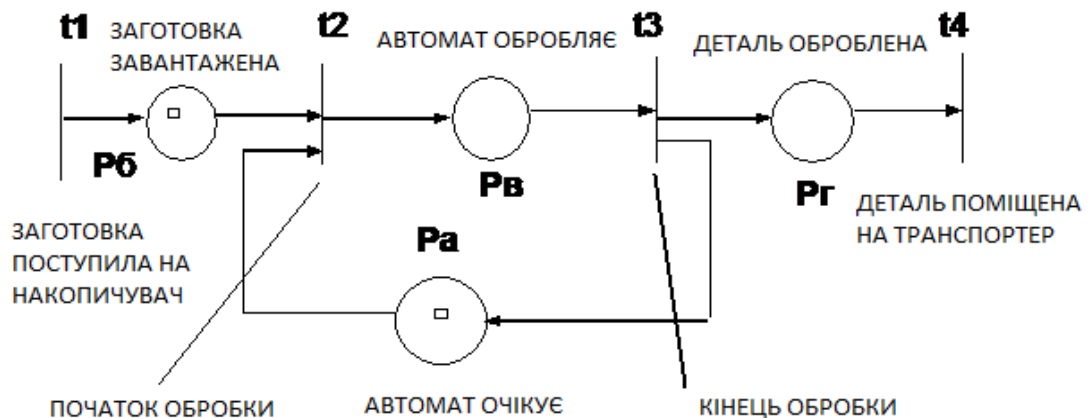 t1
ЗАГОТОВКА
ЗАВАНТАЖЕНА
t2
АВТОМАТ ОБРОБЛЯЄ
t3
ДЕТАЛЬ ОБРОБЛЕНА
t4
Рб
Рв
Рг
ЗАГОТОВКА
ПОСТУПИЛА НА
НАКОПИЧУВАЧ
Ра
ДЕТАЛЬ ПОМІЩЕНА
НА ТРАНСПОРТЕР
ПОЧАТОК ОБРОБКИ
АВТОМАТ ОЧІКУЄ
КІНЕЦЬ ОБРОБКИ